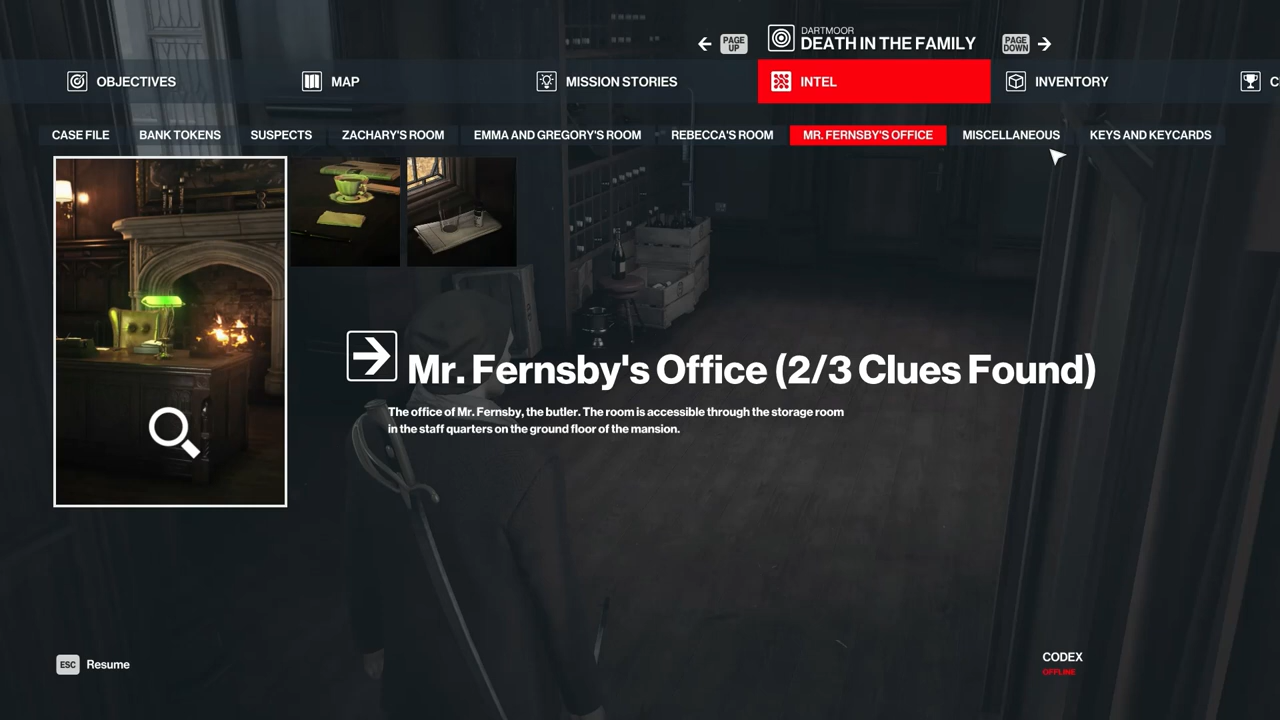 PAGE UP
DARTMOOR
DEATH IN THE FAMILY
PAGE DOWN
OBJECTIVES
MAP
MISSION STORIES
INTEL
INVENTORY
C
CASE FILE
BANK TOKENS
SUSPECTS
ZACHARY'S ROOM
EMMA AND GREGORY'S ROOM
REBECCA'S ROOM
MR. FERNSBY'S OFFICE
MISCELLANEOUS
KEYS AND KEYCARDS
Mr. Fernsby's Office (2/3 Clues Found)
The office of Mr. Fernsby, the butler. The room is accessible through the storage room
in the staff quarters on the ground floor of the mansion.
ESC Resume
CODEX
OFFLINE